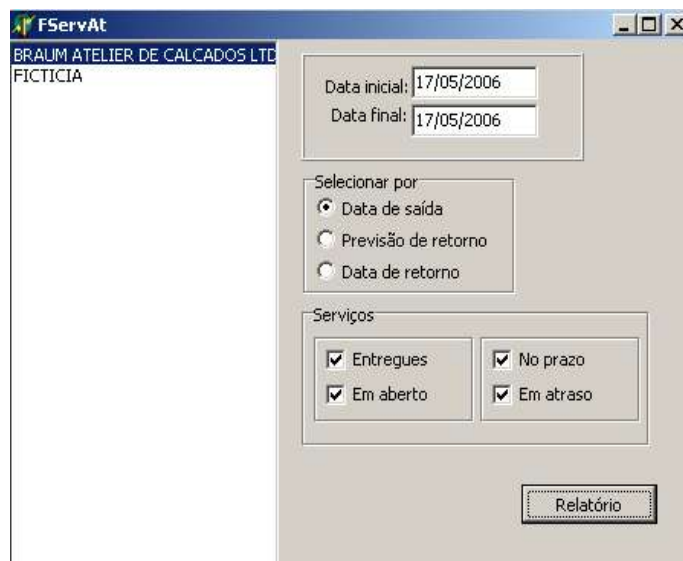 FServAt
BRAUM ATELIER DE CALCADOS LTD
FICTICIA
Data inicial: 17/05/2006
Data final: 17/05/2006
Selecionar por
Data de saída
Previsão de retorno
Data de retorno
Serviços
Entregues
No prazo
Em aberto
Em atraso
Relatório